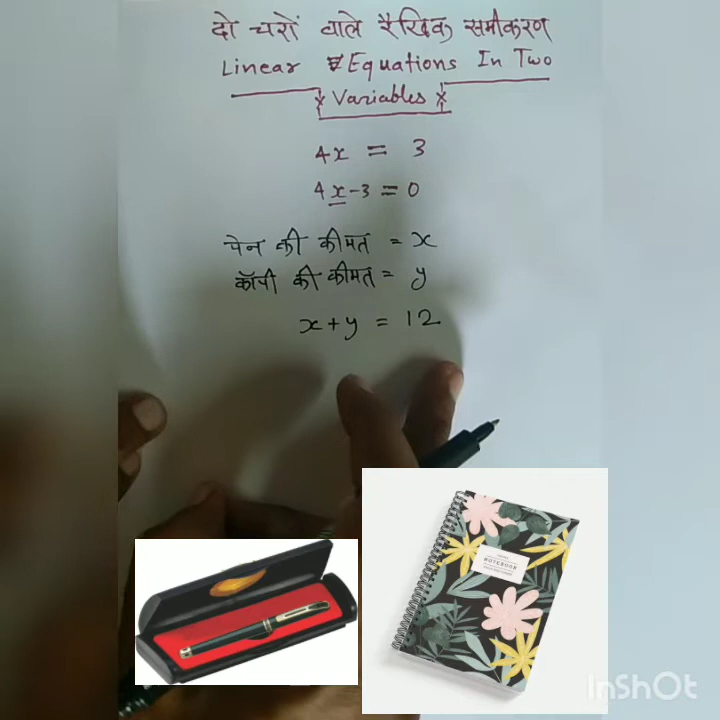 दो चरों वाले रैखिक समीकरण
Linear Equations In Two
Variables
4x = 3
4x-3=0
पेन की कीमत = x
कॉपी की कीमत = y
x+y = 12
NOTEBOOK
InShOt